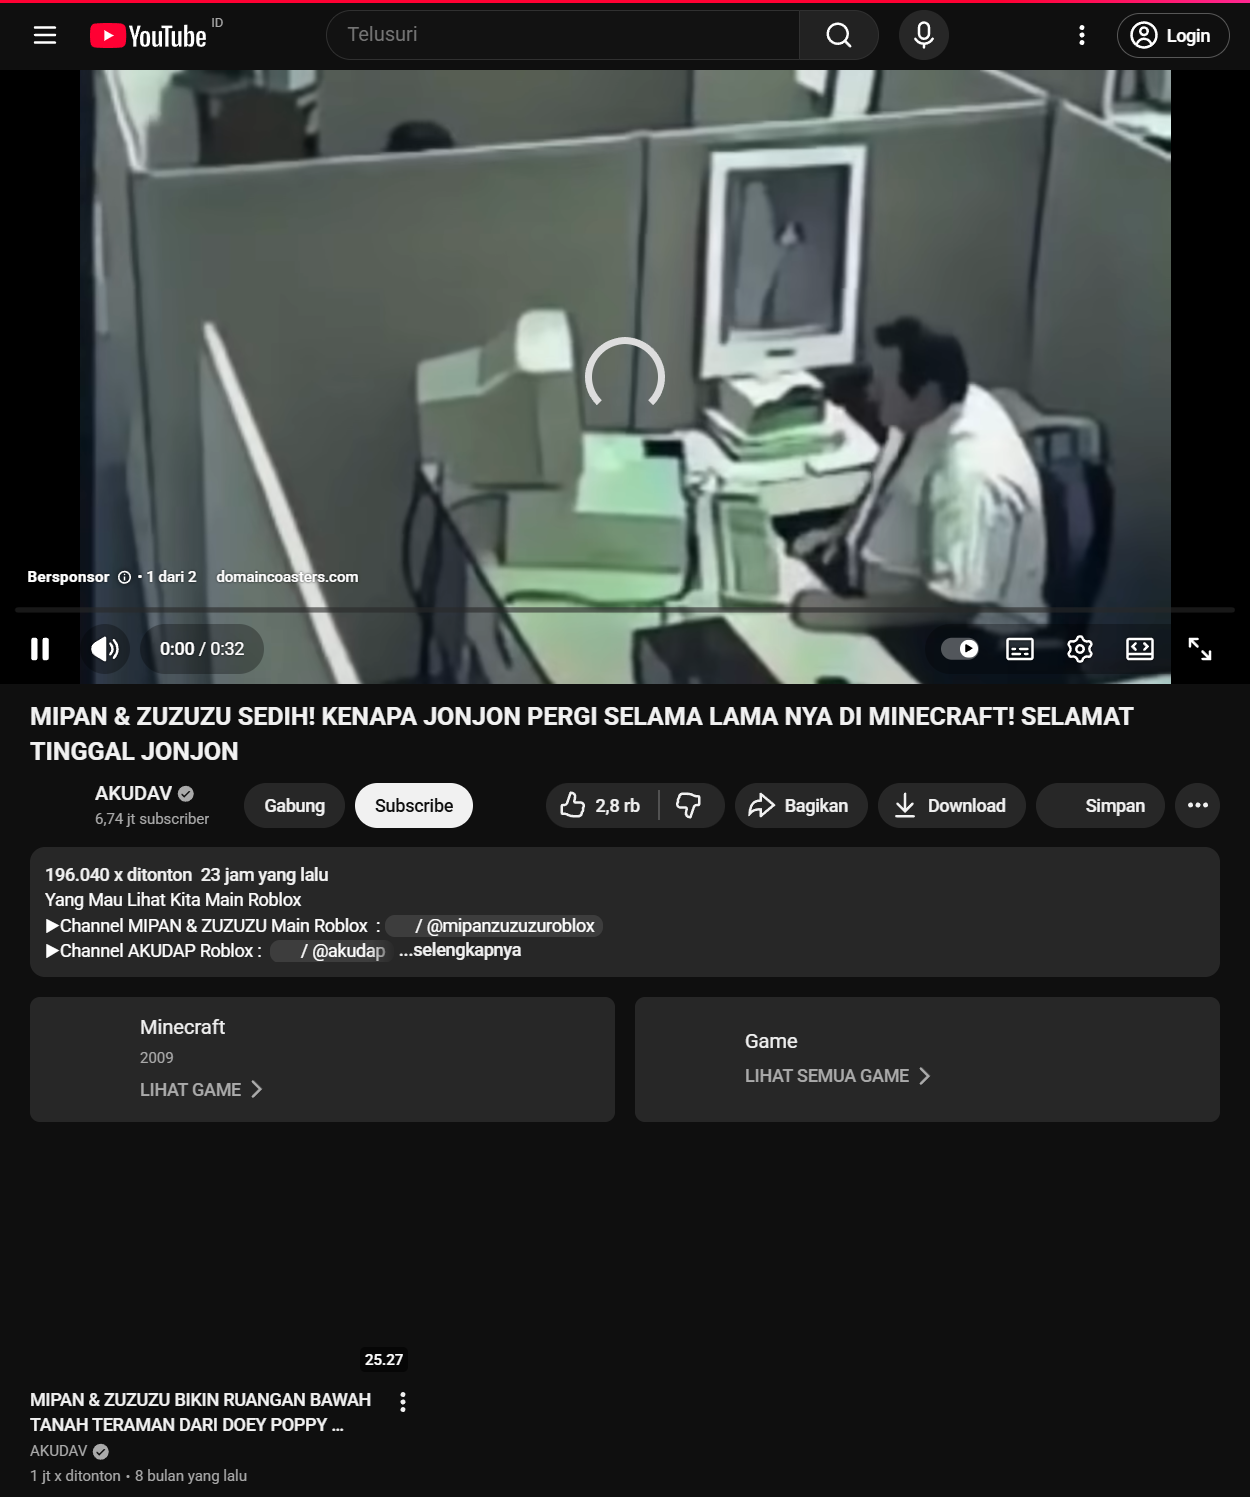 YouTube ID
Telusuri
Login
Bersponsor • 1 dari 2 domaincoasters.com
0:00 / 0:32
MIPAN & ZUZUZU SEDIH! KENAPA JONJON PERGI SELAMA LAMA NYA DI MINECRAFT! SELAMAT
TINGGAL JONJON
AKUDAV
6,74 jt subscriber
Gabung
Subscribe
2,8 rb
Bagikan
Download
Simpan
196.040 x ditonton 23 jam yang lalu
Yang Mau Lihat Kita Main Roblox
▶Channel MIPAN & ZUZUZU Main Roblox : / @mipanzuzuzuroblox
▶Channel AKUDAP Roblox : / @akudap ...selengkapnya
Minecraft
2009
LIHAT GAME
Game
LIHAT SEMUA GAME
25.27
MIPAN & ZUZUZU BIKIN RUANGAN BAWAH
TANAH TERAMAN DARI DOEY POPPY ...
AKUDAV
1 jt x ditonton • 8 bulan yang lalu